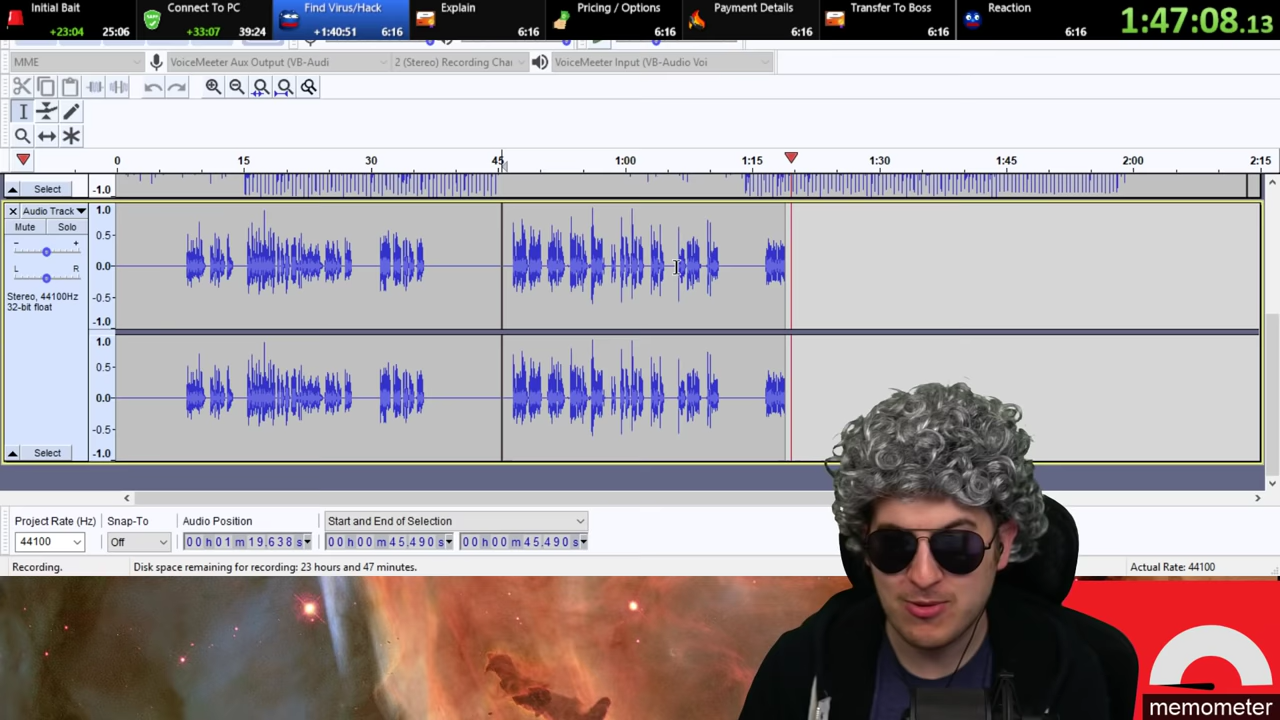 Initial Bait
+23:04 25:06
Connect To PC
+33:07 39:24
Find Virus/Hack
+1:40:51 6:16
Explain
6:16
Pricing / Options
6:16
Payment Details
6:16
Transfer To Boss
6:16
Reaction
6:16
1:47:08.13
MME
VoiceMeeter Aux Output (VB-Audi
2 (Stereo) Recording Chai
VoiceMeeter Input (VB-Audio Voi
0 15 30 45 1:00 1:15 1:30 1:45 2:00 2:15
Select
-1.0
Audio Track
Mute Solo
- +
L R
Stereo, 44100Hz
32-bit float
1.0
0.5
0.0
-0.5
-1.0
1.0
0.5
0.0
-0.5
-1.0
Select
Project Rate (Hz)
44100
Snap-To
Off
Audio Position
00h01m19.638s
Start and End of Selection
00h00m45.490s
00h00m45.490s
Recording.
Disk space remaining for recording: 23 hours and 47 minutes.
Actual Rate: 44100
memometer